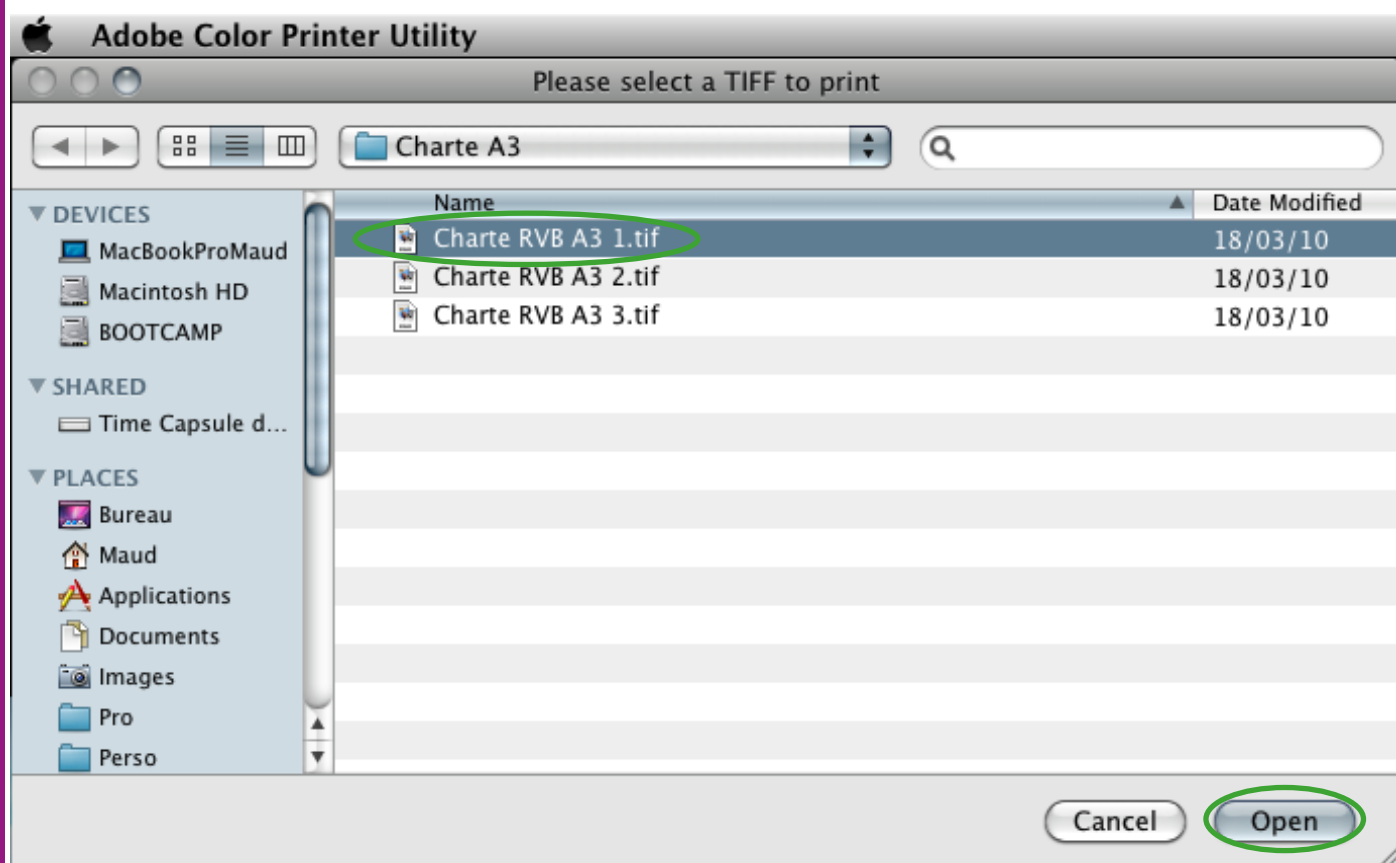 Adobe Color Printer Utility
Please select a TIFF to print
Charte A3
DEVICES
MacBookProMaud
Macintosh HD
BOOTCAMP
SHARED
Time Capsule d...
PLACES
Bureau
Maud
Applications
Documents
Images
Pro
Perso
Name Date Modified
Charte RVB A3 1.tif 18/03/10
Charte RVB A3 2.tif 18/03/10
Charte RVB A3 3.tif 18/03/10
Cancel Open